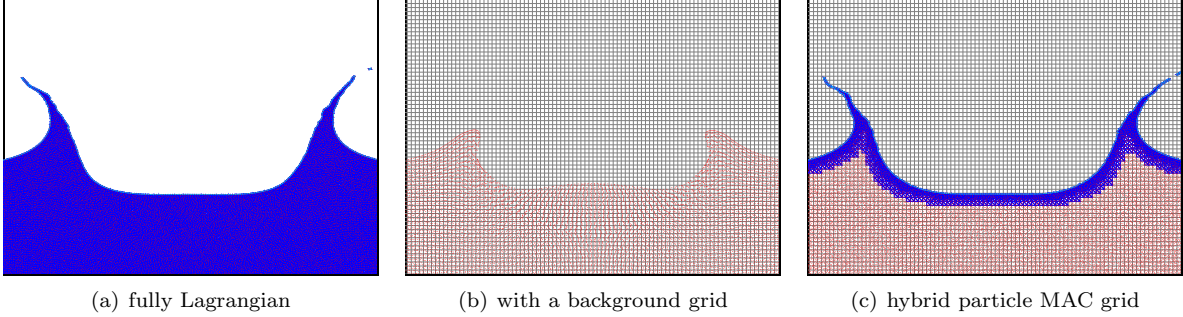 (a) fully Lagrangian
(b) with a background grid
(c) hybrid particle MAC grid